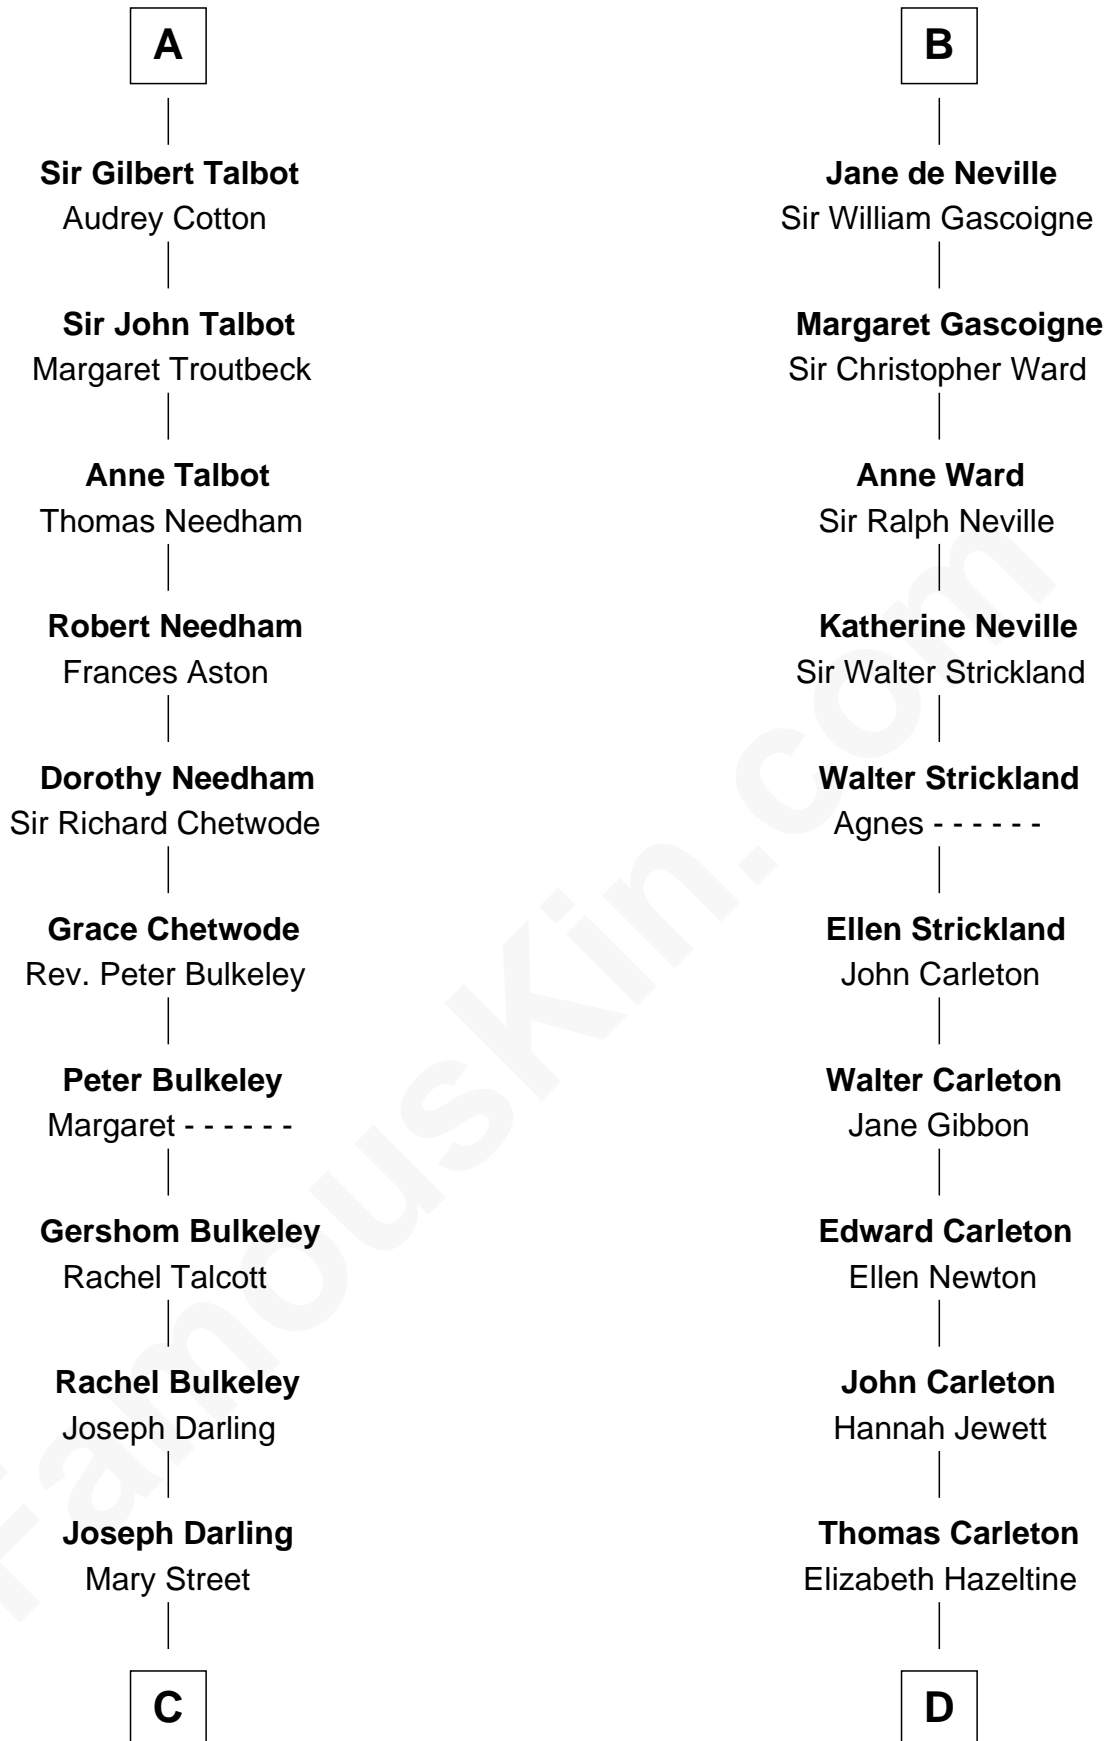 A
Sir Gilbert Talbot
Audrey Cotton
Sir John Talbot
Margaret Troutbeck
Anne Talbot
Thomas Needham
Robert Needham
Frances Aston
Dorothy Needham
Sir Richard Chetwode
Grace Chetwode
Rev. Peter Bulkeley
Peter Bulkeley
Margaret - - - - - -
Gershom Bulkeley
Rachel Talcott
Rachel Bulkeley
Joseph Darling
Joseph Darling
Mary Street
C
B
Jane de Neville
Sir William Gascoigne
Margaret Gascoigne
Sir Christopher Ward
Anne Ward
Sir Ralph Neville
Katherine Neville
Sir Walter Strickland
Walter Strickland
Agnes - - - - - -
Ellen Strickland
John Carleton
Walter Carleton
Jane Gibbon
Edward Carleton
Ellen Newton
John Carleton
Hannah Jewett
Thomas Carleton
Elizabeth Hazeltine
D
FamousKin.com